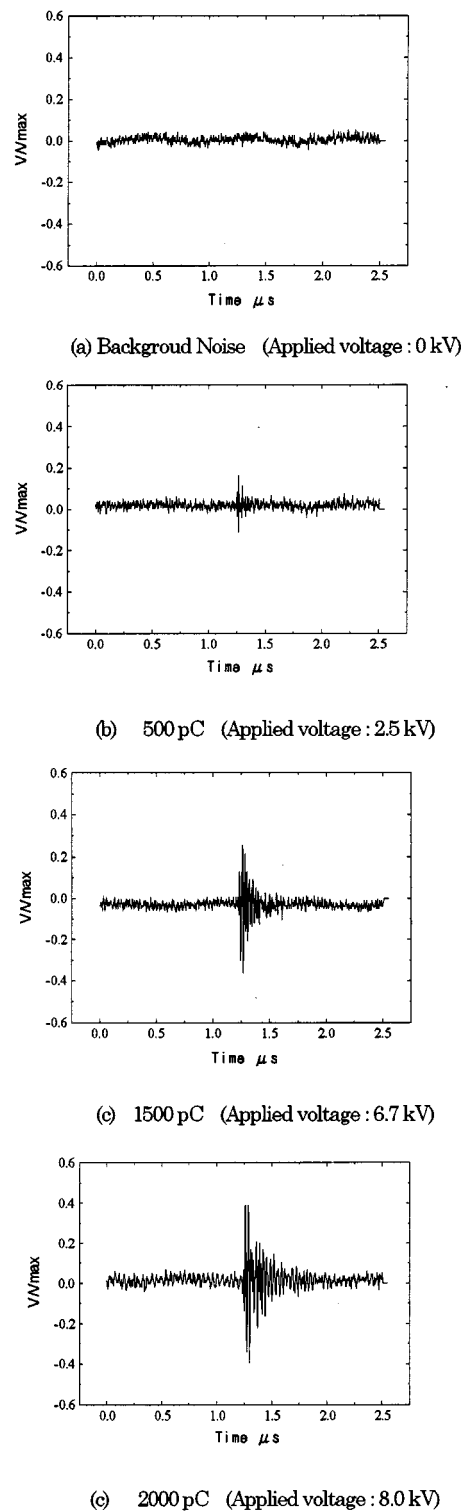 0.6
0.4
0.2
0.0
-0.2
-0.4
-0.6
V/Vmax
0.0 0.5 1.0 1.5 2.0 2.5
Time μs
(a) Backgroud Noise (Applied voltage : 0 kV)
0.6
0.4
0.2
0.0
-0.2
-0.4
-0.6
V/Vmax
0.0 0.5 1.0 1.5 2.0 2.5
Time μs
(b) 500 pC (Applied voltage : 2.5 kV)
0.6
0.4
0.2
0.0
-0.2
-0.4
-0.6
V/Vmax
0.0 0.5 1.0 1.5 2.0 2.5
Time μs
(c) 1500 pC (Applied voltage : 6.7 kV)
0.6
0.4
0.2
0.0
-0.2
-0.4
-0.6
V/Vmax
0.0 0.5 1.0 1.5 2.0 2.5
Time μs
(c) 2000 pC (Applied voltage : 8.0 kV)